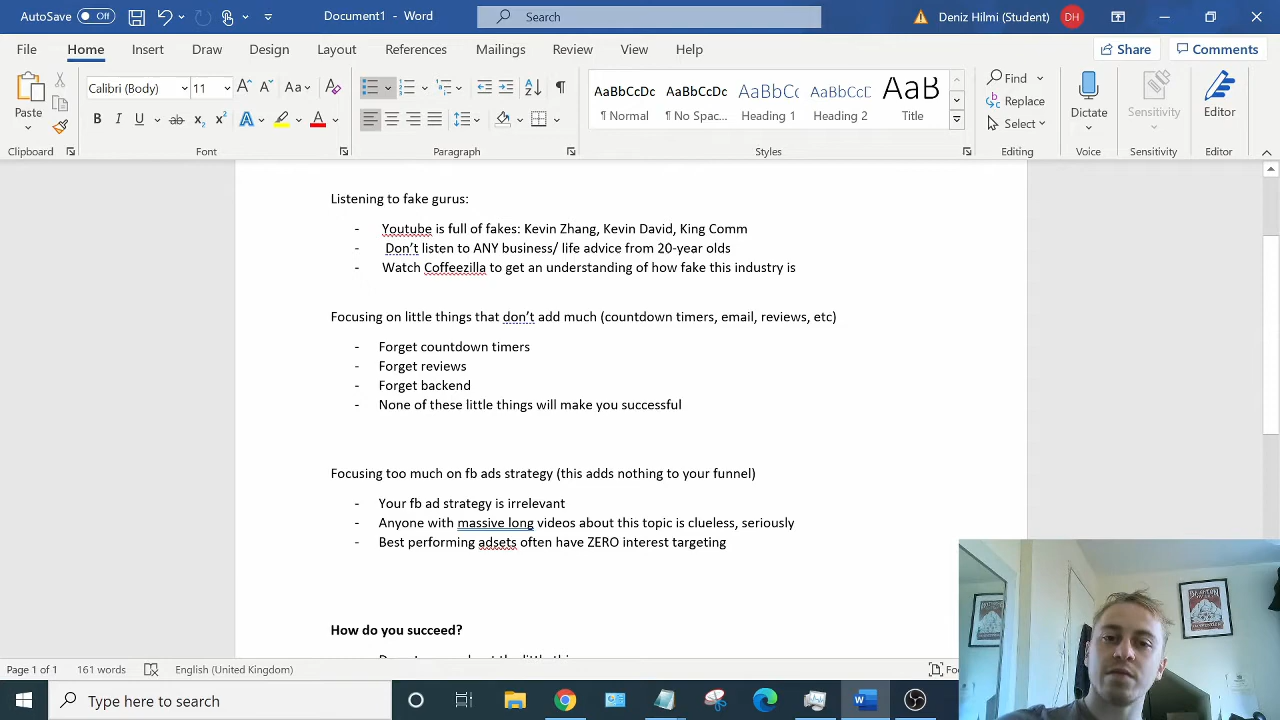 AutoSave Off Document1 - Word Search Deniz Hilmi (Student) DH
File Home Insert Draw Design Layout References Mailings Review View Help Share Comments
Paste
Clipboard
Calibri (Body) 11
Font
Paragraph
AaBbCcDc AaBbCcDc AaBbCc AaBbCcC AaB
¶ Normal ¶ No Spac... Heading 1 Heading 2 Title
Styles
Find
Replace
Select
Editing
Dictate
Voice
Sensitivity
Sensitivity
Editor
Editor
Listening to fake gurus:
- Youtube is full of fakes: Kevin Zhang, Kevin David, King Comm
- Don't listen to ANY business/ life advice from 20-year olds
- Watch Coffeezilla to get an understanding of how fake this industry is
Focusing on little things that don't add much (countdown timers, email, reviews, etc)
- Forget countdown timers
- Forget reviews
- Forget backend
- None of these little things will make you successful
Focusing too much on fb ads strategy (this adds nothing to your funnel)
- Your fb ad strategy is irrelevant
- Anyone with massive long videos about this topic is clueless, seriously
- Best performing adsets often have ZERO interest targeting
How do you succeed?
Page 1 of 1 161 words English (United Kingdom)
Type here to search